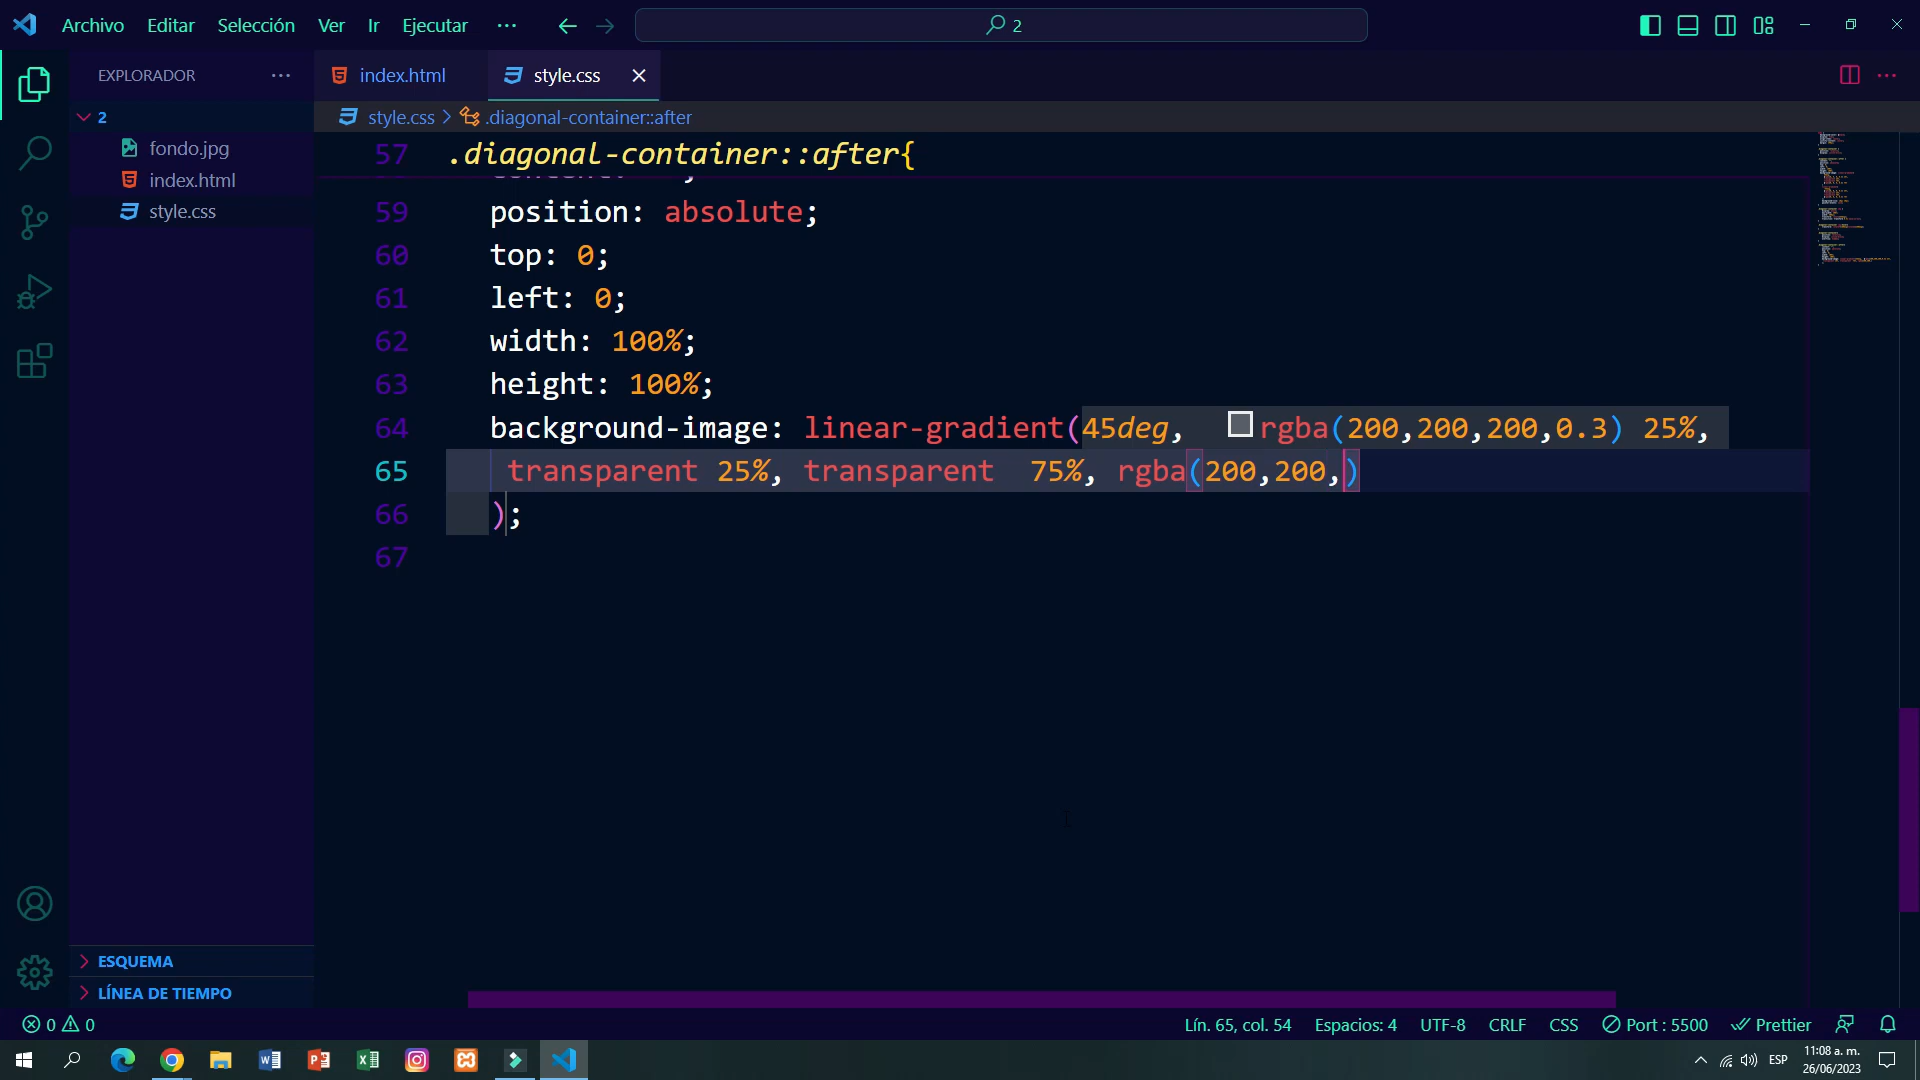 Archivo Editar Selección Ver Ir Ejecutar ··· 2
EXPLORADOR ···
index.html style.css
2
style.css > .diagonal-container::after
fondo.jpg
index.html
style.css
57 .diagonal-container::after{
59 position: absolute;
60 top: 0;
61 left: 0;
62 width: 100%;
63 height: 100%;
64 background-image: linear-gradient(45deg, rgba(200,200,200,0.3) 25%,
65 transparent 25%, transparent 75%, rgba(200,200,)
66 );
67
ESQUEMA
LÍNEA DE TIEMPO
0 0 Lín. 65, col. 54 Espacios: 4 UTF-8 CRLF CSS Port : 5500 Prettier
ESP 11:08 a. m.
26/06/2023